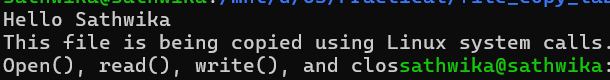 Hello Sathwika
This file is being copied using Linux system calls.
Open(), read(), write(), and clossathwika@sathwika: